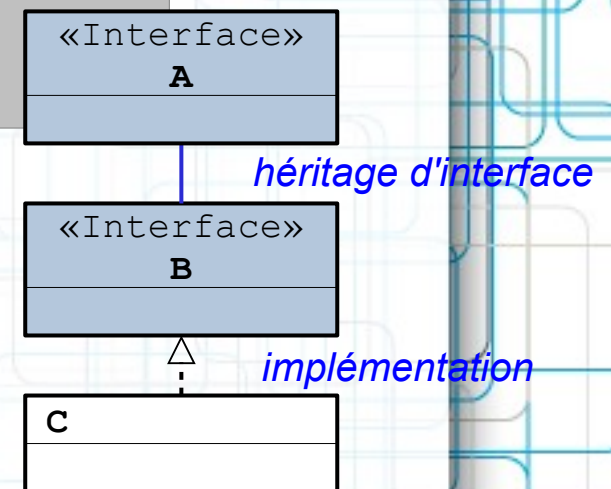 «Interface»
A
héritage d'interface
«Interface»
B
implémentation
C